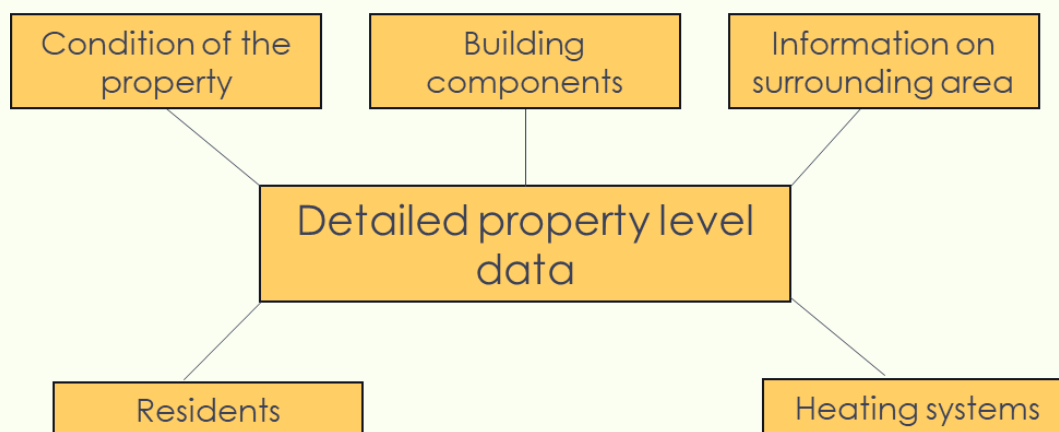 Condition of the
property
Building
components
Information on
surrounding area
Detailed property level
data
Residents
Heating systems